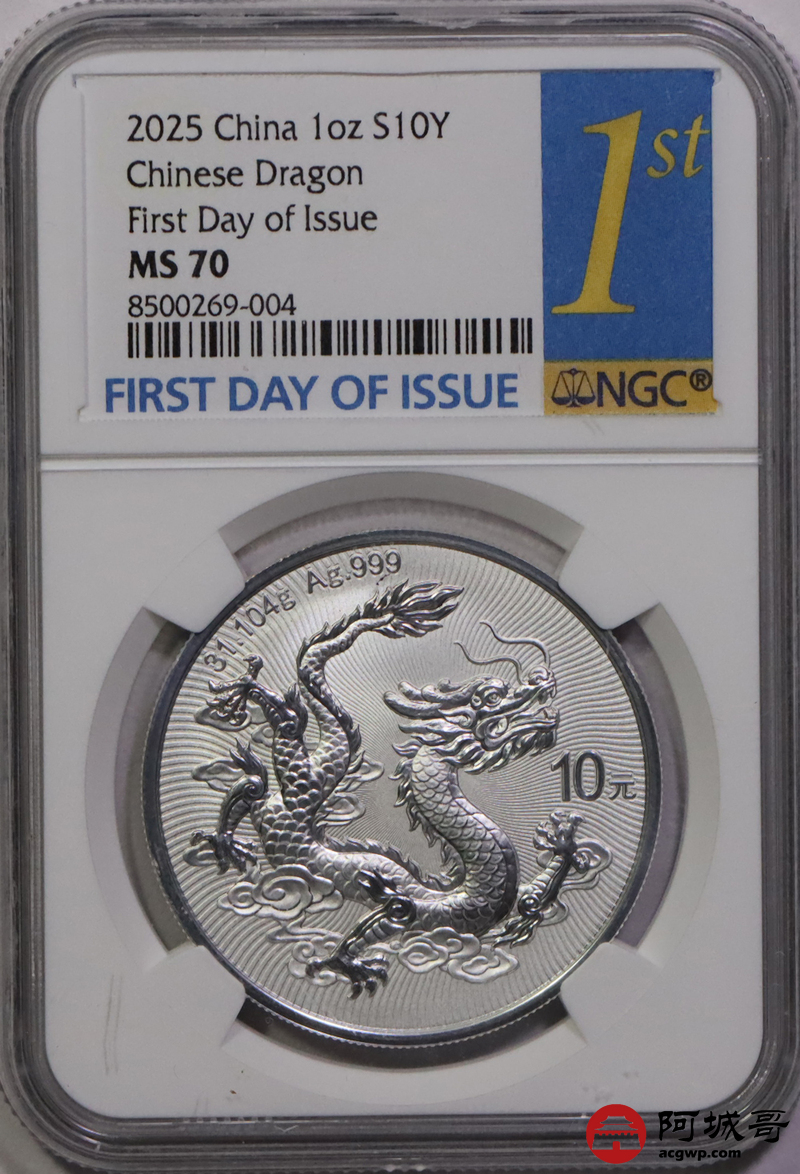 2025 China 1oz S10Y
Chinese Dragon
First Day of Issue
MS 70
8500269-004
FIRST DAY OF ISSUE
1st
NGC®
31.104g Ag.999
10元
阿城哥
acgwp.com